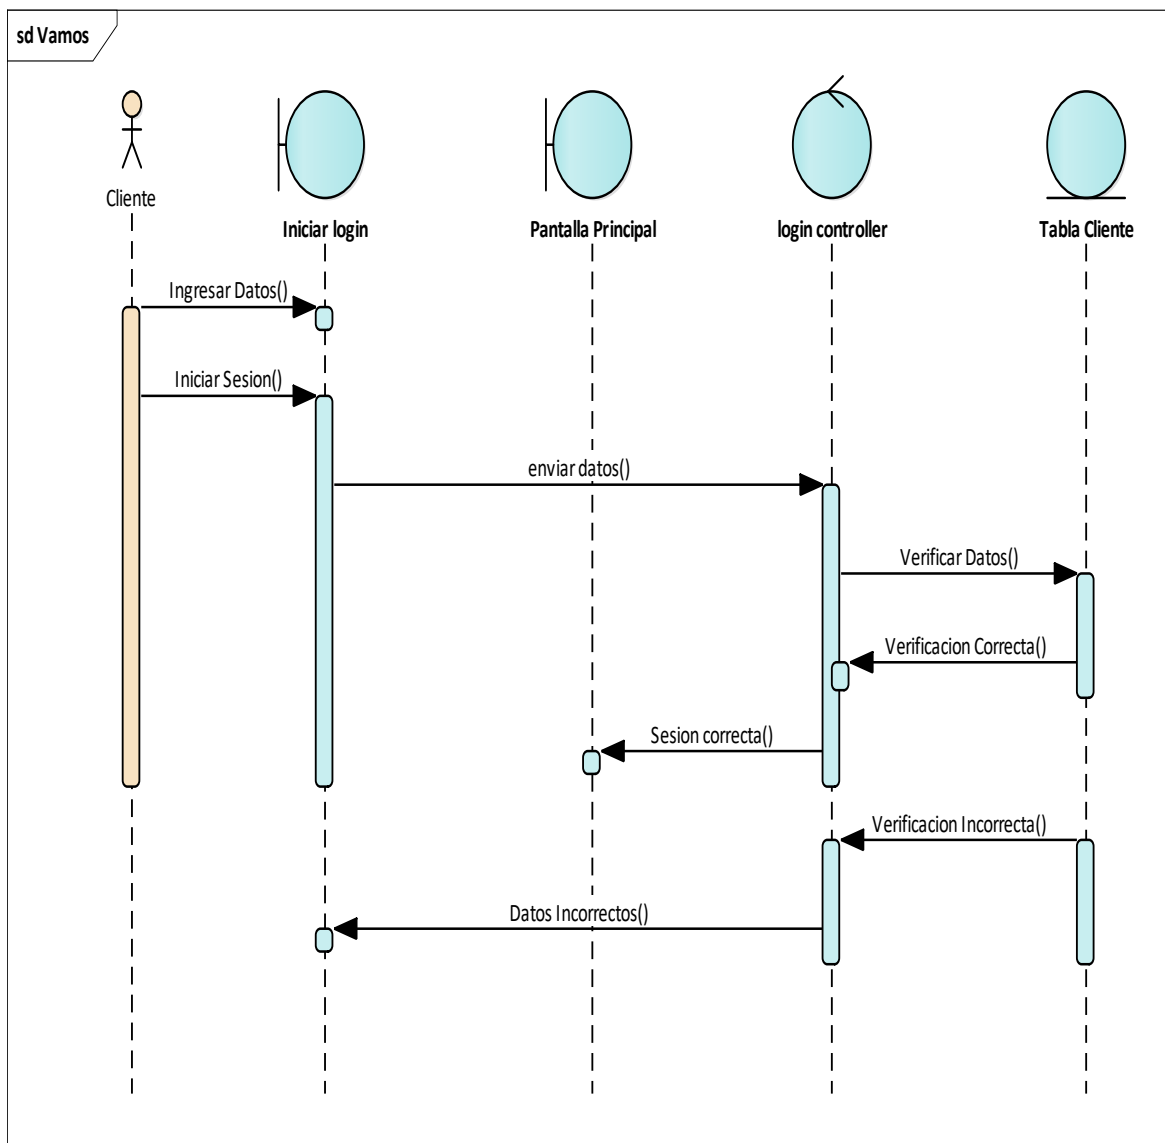 sd Vamos
Cliente
Iniciar login
Pantalla Principal
login controller
Tabla Cliente
Ingresar Datos()
Iniciar Sesion()
enviar datos()
Verificar Datos()
Verificacion Correcta()
Sesion correcta()
Verificacion Incorrecta()
Datos Incorrectos()